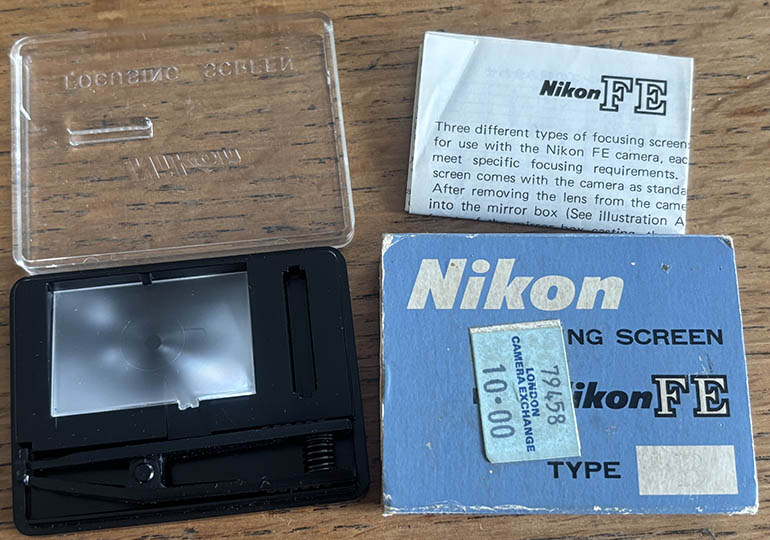 FOCUSING SCREEN
Nikon
Nikon FE
Three different types of focusing screen
for use with the Nikon FE camera, eac
meet specific focusing requirements.
screen comes with the camera as standa
After removing the lens from the came
into the mirror box (See illustration A
Nikon
NG SCREEN
Nikon FE
TYPE B
79458
LONDON
CAMERA EXCHANGE
10·00